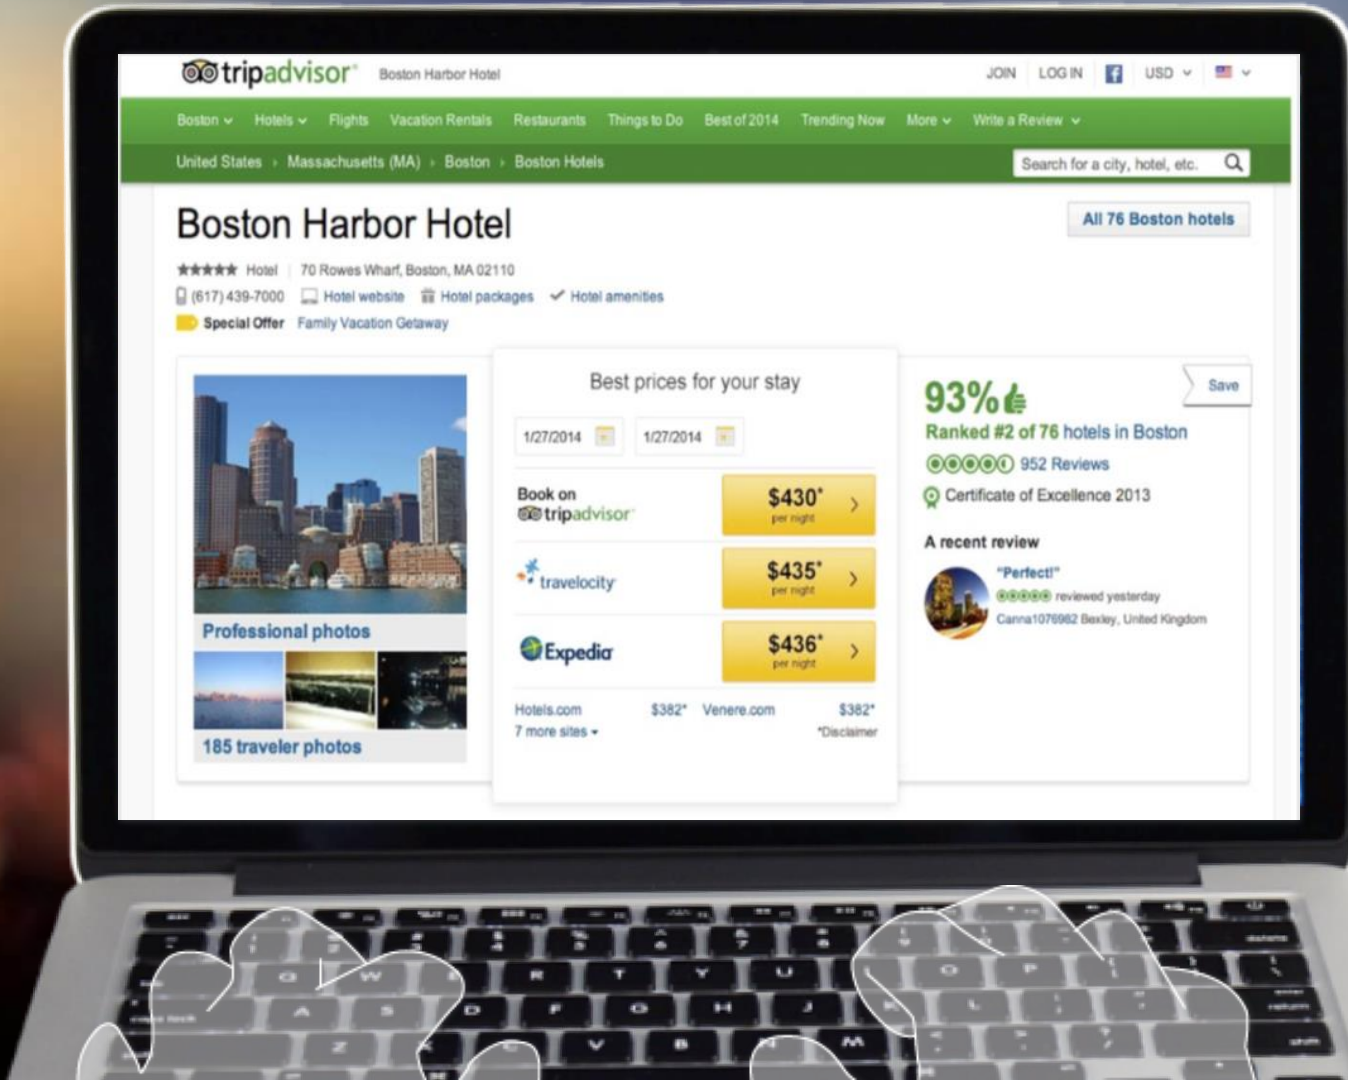 tripadvisor® Boston Harbor Hotel JOIN LOG IN USD
Boston Hotels Flights Vacation Rentals Restaurants Things to Do Best of 2014 Trending Now More Write a Review
United States Massachusetts (MA) Boston Boston Hotels Search for a city, hotel, etc.
Boston Harbor Hotel
All 76 Boston hotels
Hotel 70 Rowes Wharf, Boston, MA 02110
(617) 439-7000 Hotel website Hotel packages Hotel amenities
Special Offer Family Vacation Getaway
Professional photos
185 traveler photos
Best prices for your stay
1/27/2014 1/27/2014
Book on
tripadvisor
$430*
per night
travelocity
$435*
per night
Expedia
$436*
per night
Hotels.com $382* Venere.com $382*
7 more sites *Disclaimer
Save
93%
Ranked #2 of 76 hotels in Boston
952 Reviews
Certificate of Excellence 2013
A recent review
"Perfect!"
reviewed yesterday
Canna1076982 Bexley, United Kingdom
Q W R T Y U O P
A S D F G H J K L
Z C V B M